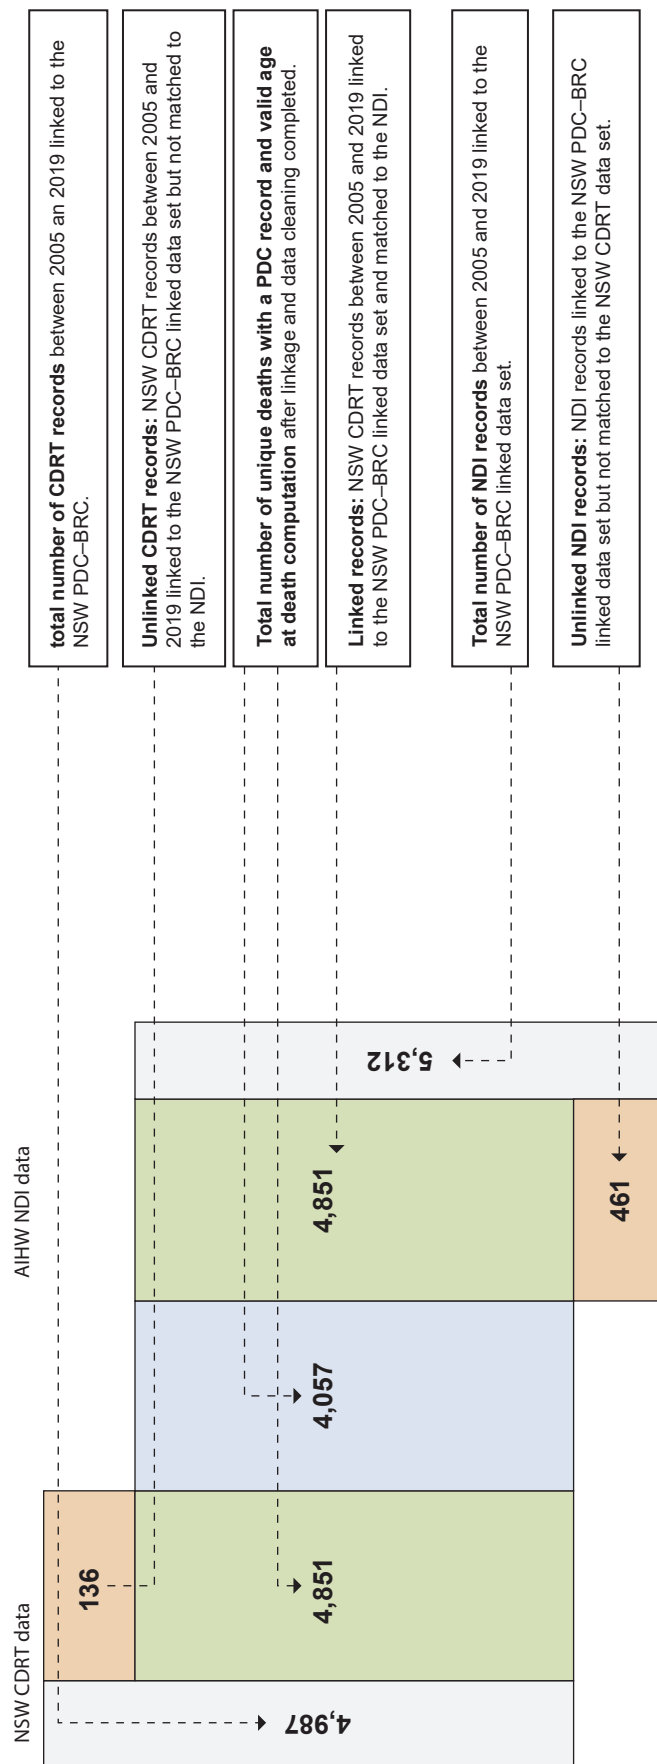 NSW CDRT data
AIHW NDI data
136
4,987
4,851
4,057
4,851
5,312
461
total number of CDRT records between 2005 an 2019 linked to the
NSW PDC–BRC.
Unlinked CDRT records: NSW CDRT records between 2005 and
2019 linked to the NSW PDC–BRC linked data set but not matched to
the NDI.
Total number of unique deaths with a PDC record and valid age
at death computation after linkage and data cleaning completed.
Linked records: NSW CDRT records between 2005 and 2019 linked
to the NSW PDC–BRC linked data set and matched to the NDI.
Total number of NDI records between 2005 and 2019 linked to the
NSW PDC–BRC linked data set.
Unlinked NDI records: NDI records linked to the NSW PDC–BRC
linked data set but not matched to the NSW CDRT data set.